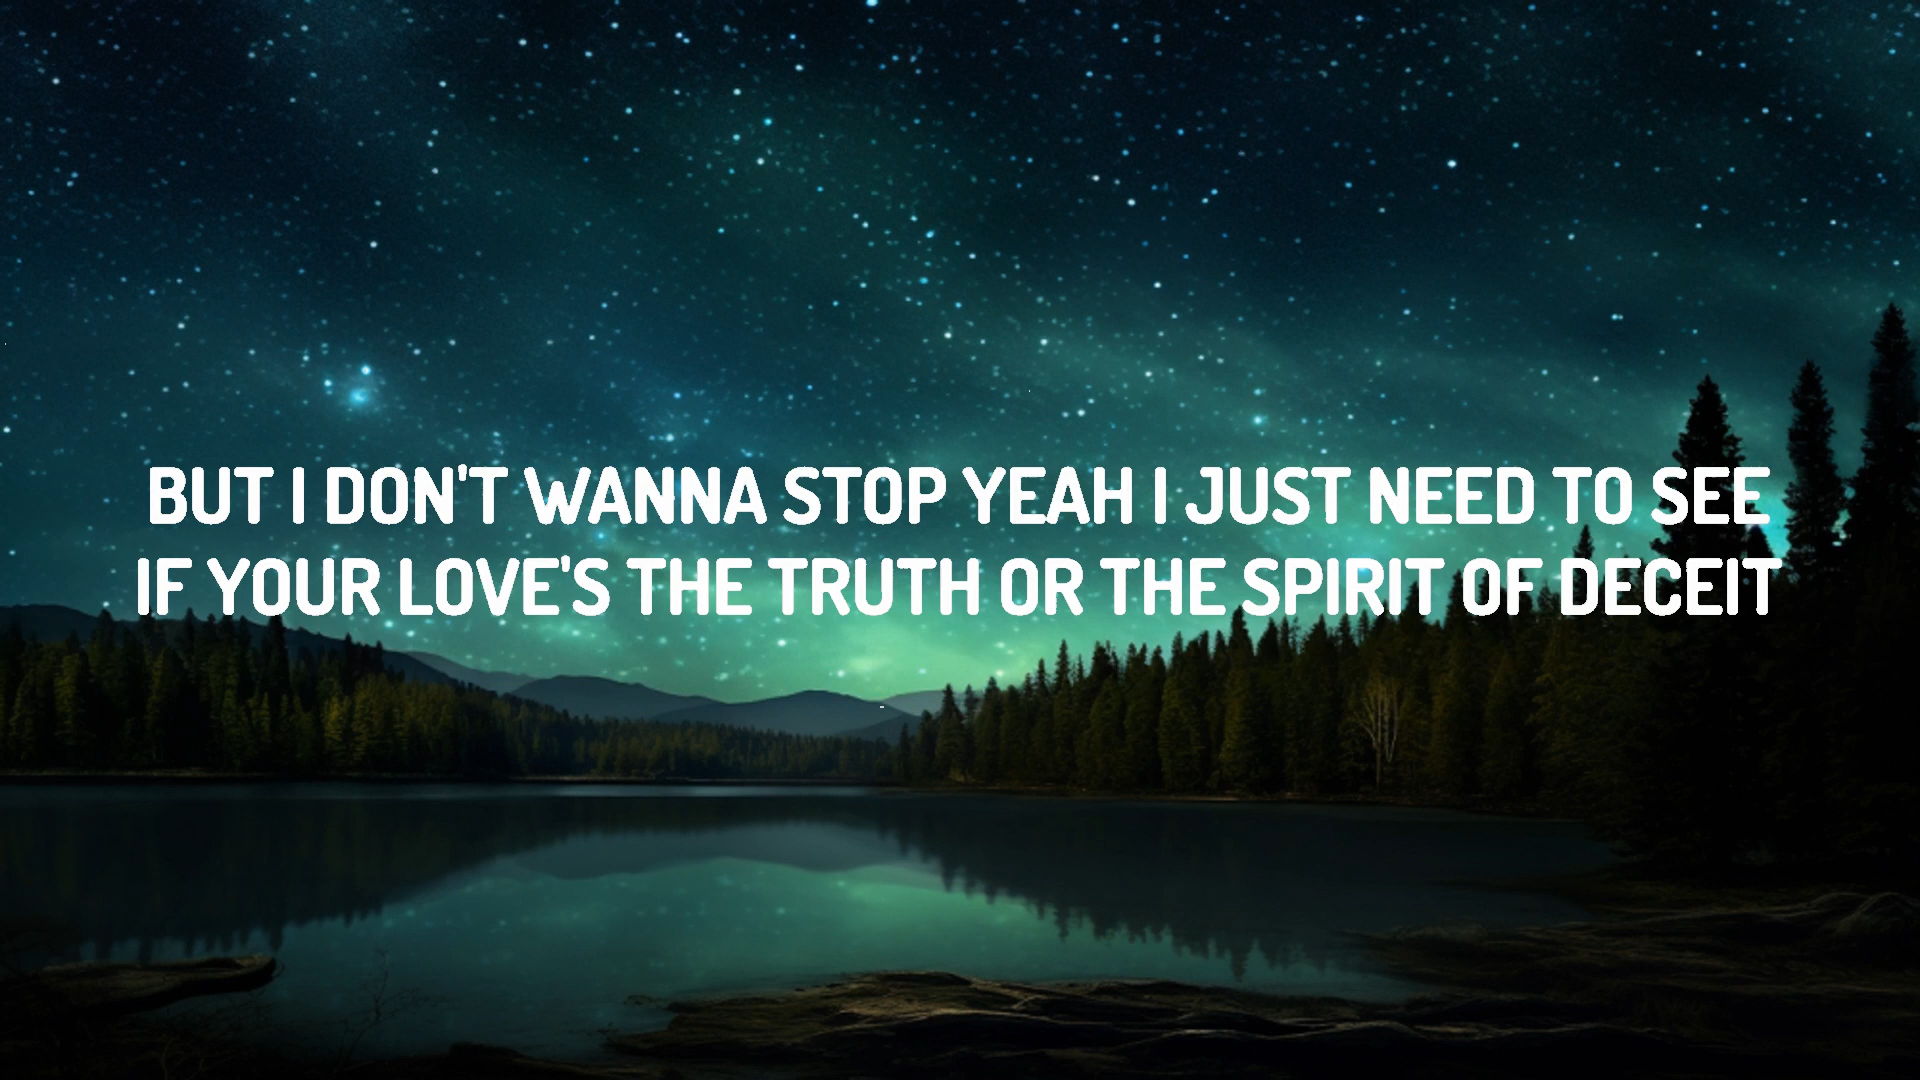 BUT I DON'T WANNA STOP YEAH I JUST NEED TO SEE
IF YOUR LOVE'S THE TRUTH OR THE SPIRIT OF DECEIT